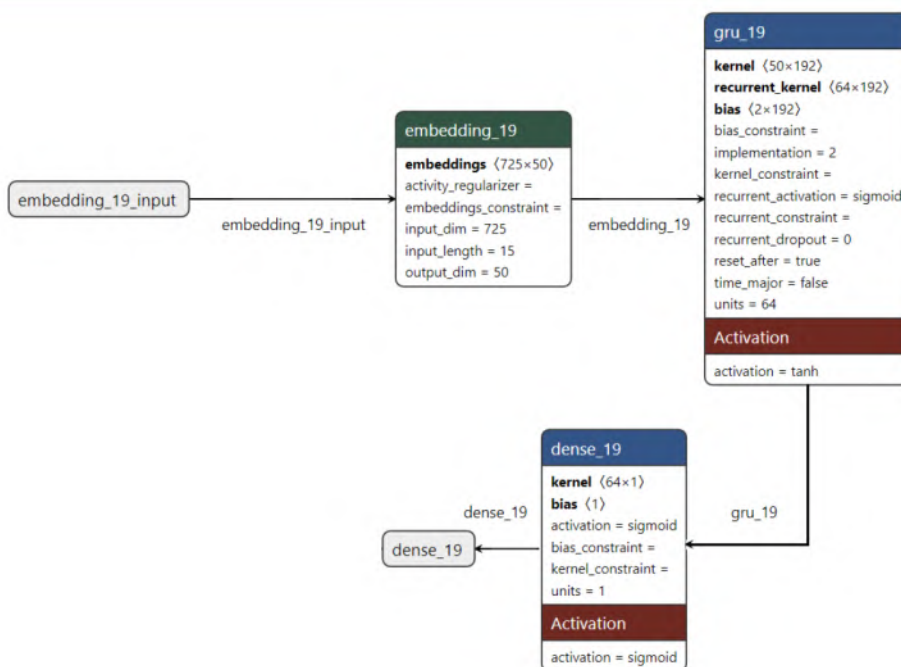 embedding_19_input
embedding_19_input
embedding_19
embeddings ⟨725×50⟩
activity_regularizer =
embeddings_constraint =
input_dim = 725
input_length = 15
output_dim = 50
embedding_19
gru_19
kernel ⟨50×192⟩
recurrent_kernel ⟨64×192⟩
bias ⟨2×192⟩
bias_constraint =
implementation = 2
kernel_constraint =
recurrent_activation = sigmoid
recurrent_constraint =
recurrent_dropout = 0
reset_after = true
time_major = false
units = 64
Activation
activation = tanh
gru_19
dense_19
kernel ⟨64×1⟩
bias ⟨1⟩
activation = sigmoid
bias_constraint =
kernel_constraint =
units = 1
Activation
activation = sigmoid
dense_19
dense_19